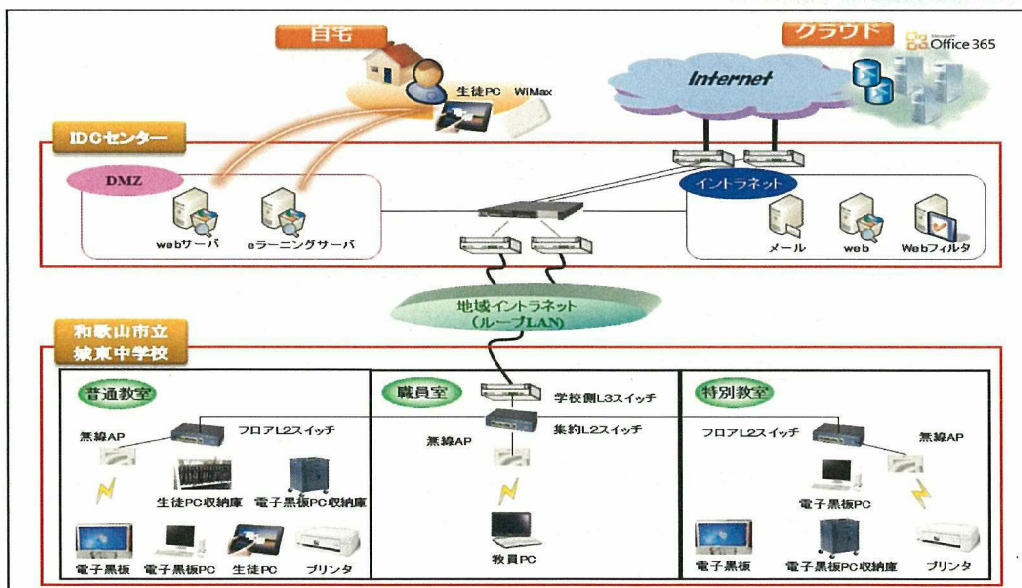 自宅
クラウド
Microsoft
Office 365
生徒PC
WiMax
Internet
IDCセンター
DMZ
イントラネット
webサーバ
eラーニングサーバ
メール
web
Webフィルタ
地域イントラネット
(ループLAN)
和歌山市立
城東中学校
普通教室
職員室
特別教室
学校側L3スイッチ
無線AP
フロアL2スイッチ
無線AP
集約L2スイッチ
フロアL2スイッチ
無線AP
生徒PC収納庫
電子黒板PC収納庫
電子黒板PC
電子黒板
電子黒板PC
生徒PC
プリンタ
教員PC
電子黒板
電子黒板PC収納庫
プリンタ